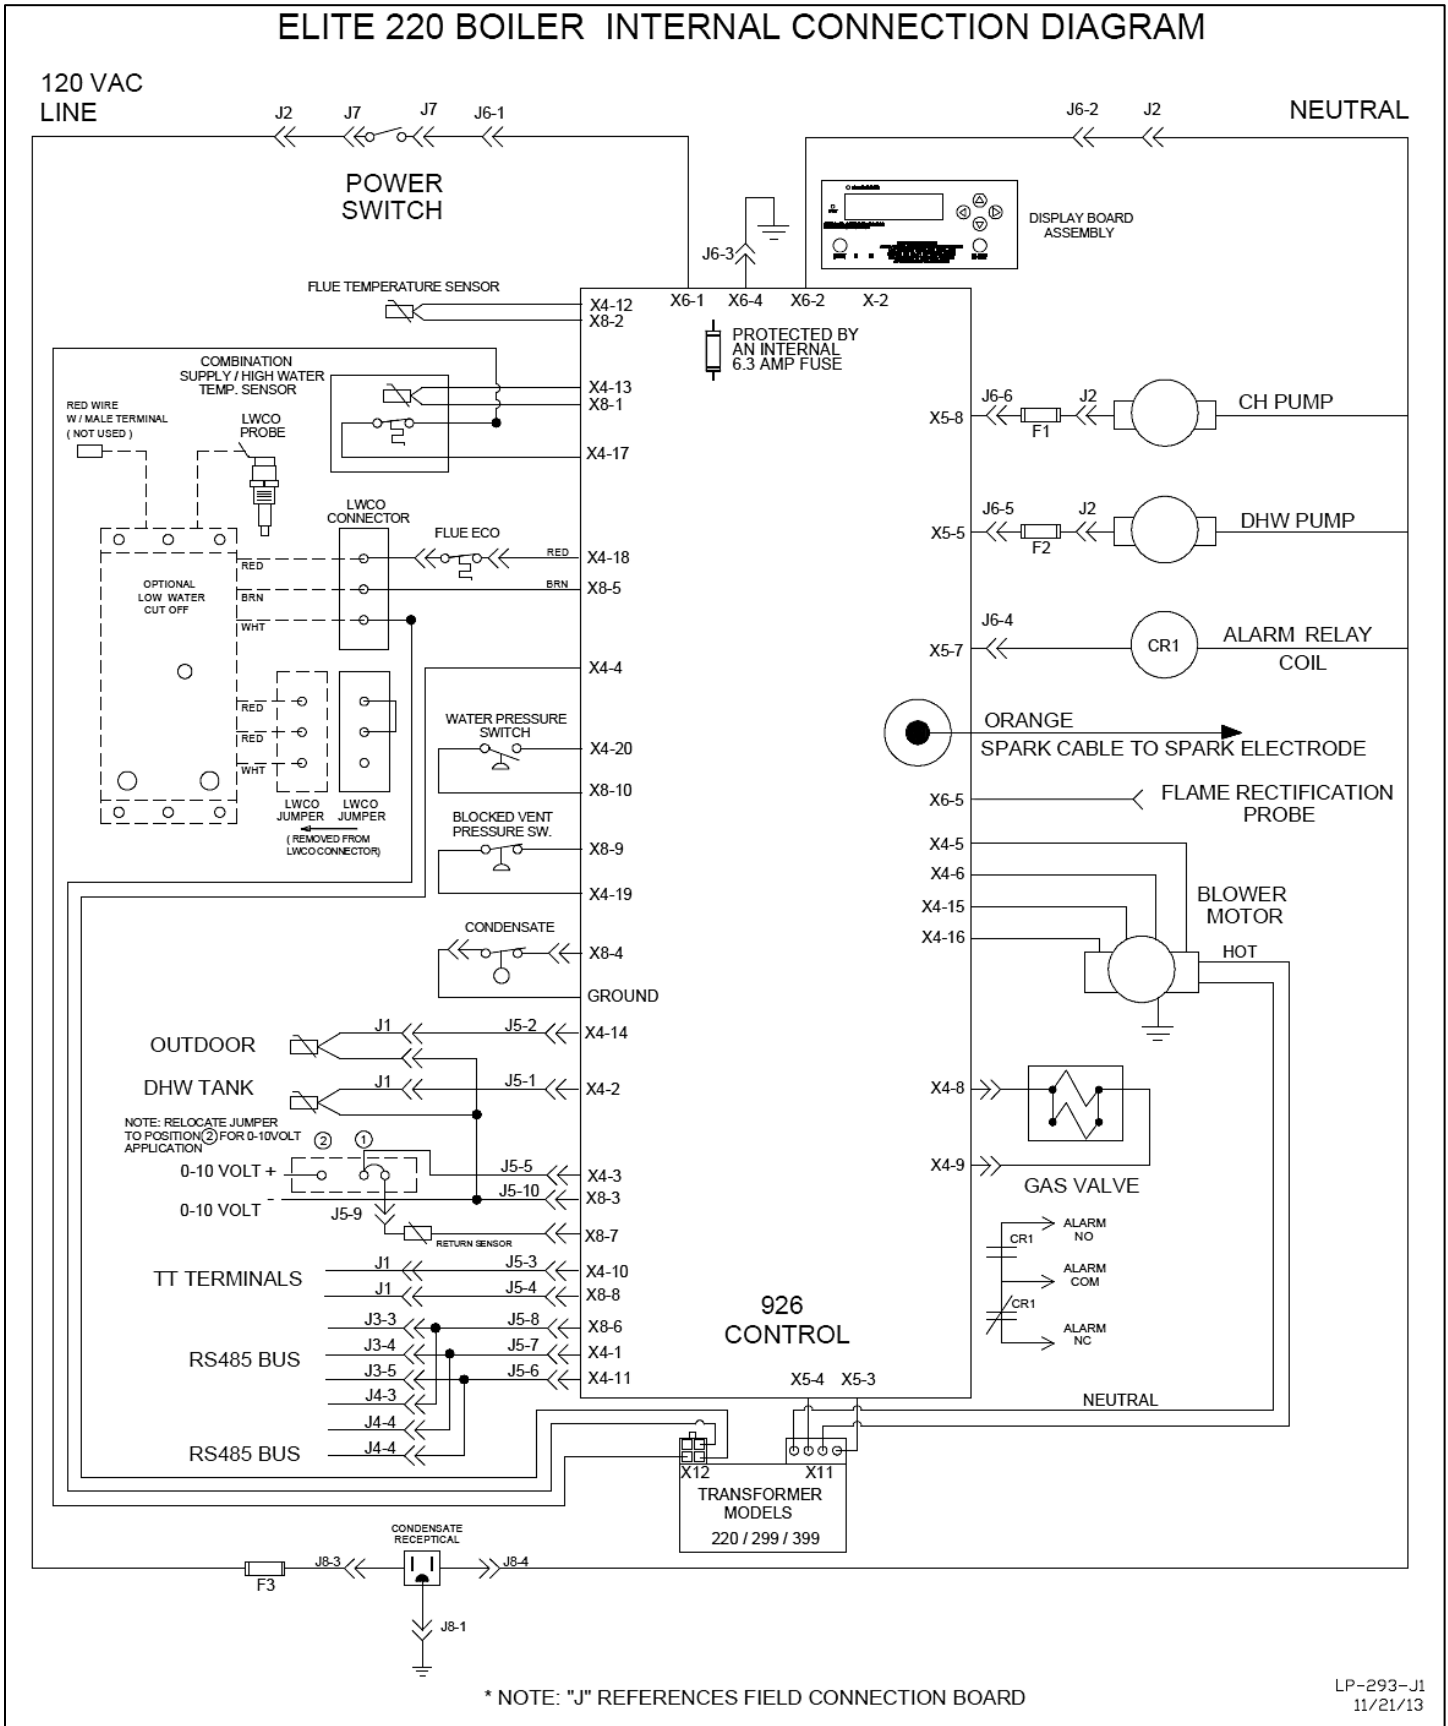 ELITE 220 BOILER INTERNAL CONNECTION DIAGRAM
120 VAC
LINE
J2
J7
J7
J6-1
J6-2
J2
NEUTRAL
POWER
SWITCH
J6-3
DISPLAY BOARD
ASSEMBLY
FLUE TEMPERATURE SENSOR
X4-12
X8-2
X6-1
X6-4
X6-2
X-2
PROTECTED BY
AN INTERNAL
6.3 AMP FUSE
COMBINATION
SUPPLY / HIGH WATER
TEMP. SENSOR
X4-13
X8-1
X4-17
RED WIRE
W / MALE TERMINAL
( NOT USED )
LWCO
PROBE
X5-8
J6-6
F1
J2
CH PUMP
LWCO
CONNECTOR
FLUE ECO
RED
X4-18
BRN
X8-5
X5-5
J6-5
F2
J2
DHW PUMP
OPTIONAL
LOW WATER
CUT OFF
RED
BRN
WHT
X5-7
J6-4
CR1
ALARM RELAY
COIL
X4-4
RED
RED
WHT
LWCO
JUMPER
LWCO
JUMPER
( REMOVED FROM
LWCO CONNECTOR)
WATER PRESSURE
SWITCH
X4-20
X8-10
ORANGE
SPARK CABLE TO SPARK ELECTRODE
BLOCKED VENT
PRESSURE SW.
X8-9
X4-19
X6-5
FLAME RECTIFICATION
PROBE
X4-5
X4-6
X4-15
X4-16
BLOWER
MOTOR
HOT
CONDENSATE
X8-4
GROUND
OUTDOOR
J1
J5-2
X4-14
DHW TANK
J1
J5-1
X4-2
X4-8
X4-9
GAS VALVE
NOTE: RELOCATE JUMPER
TO POSITION 2 FOR 0-10VOLT
APPLICATION
2
1
0-10 VOLT +
J5-5
X4-3
0-10 VOLT -
J5-10
X8-3
J5-9
RETURN SENSOR
X8-7
TT TERMINALS
J1
J5-3
X4-10
J1
J5-4
X8-8
CR1
ALARM
NO
ALARM
COM
CR1
ALARM
NC
RS485 BUS
J3-3
J5-8
X8-6
J3-4
J5-7
X4-1
J3-5
J5-6
X4-11
J4-3
J4-4
RS485 BUS
J4-4
926
CONTROL
X5-4
X5-3
NEUTRAL
X12
X11
TRANSFORMER
MODELS
220 / 299 / 399
CONDENSATE
RECEPTICAL
F3
J8-3
J8-4
J8-1
* NOTE: "J" REFERENCES FIELD CONNECTION BOARD
LP-293-J1
11/21/13